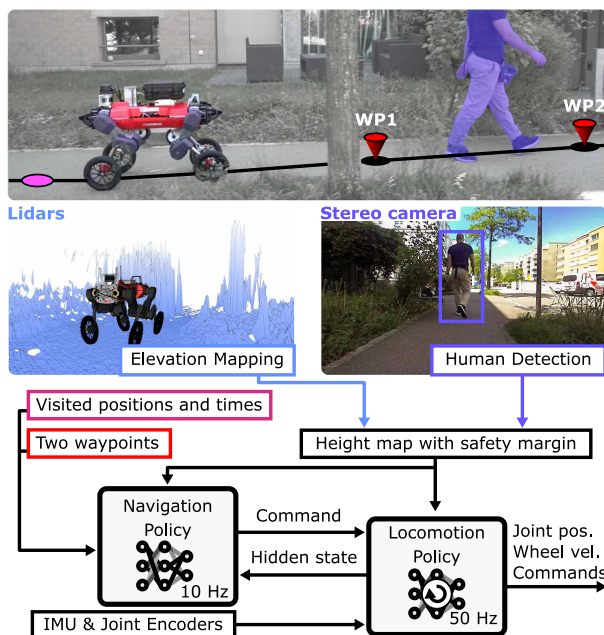 WP1
WP2
Lidars
Stereo camera
Elevation Mapping
Human Detection
Visited positions and times
Two waypoints
Height map with safety margin
Navigation
Policy
10 Hz
Command
Hidden state
Locomotion
Policy
50 Hz
Joint pos.
Wheel vel.
Commands
IMU & Joint Encoders